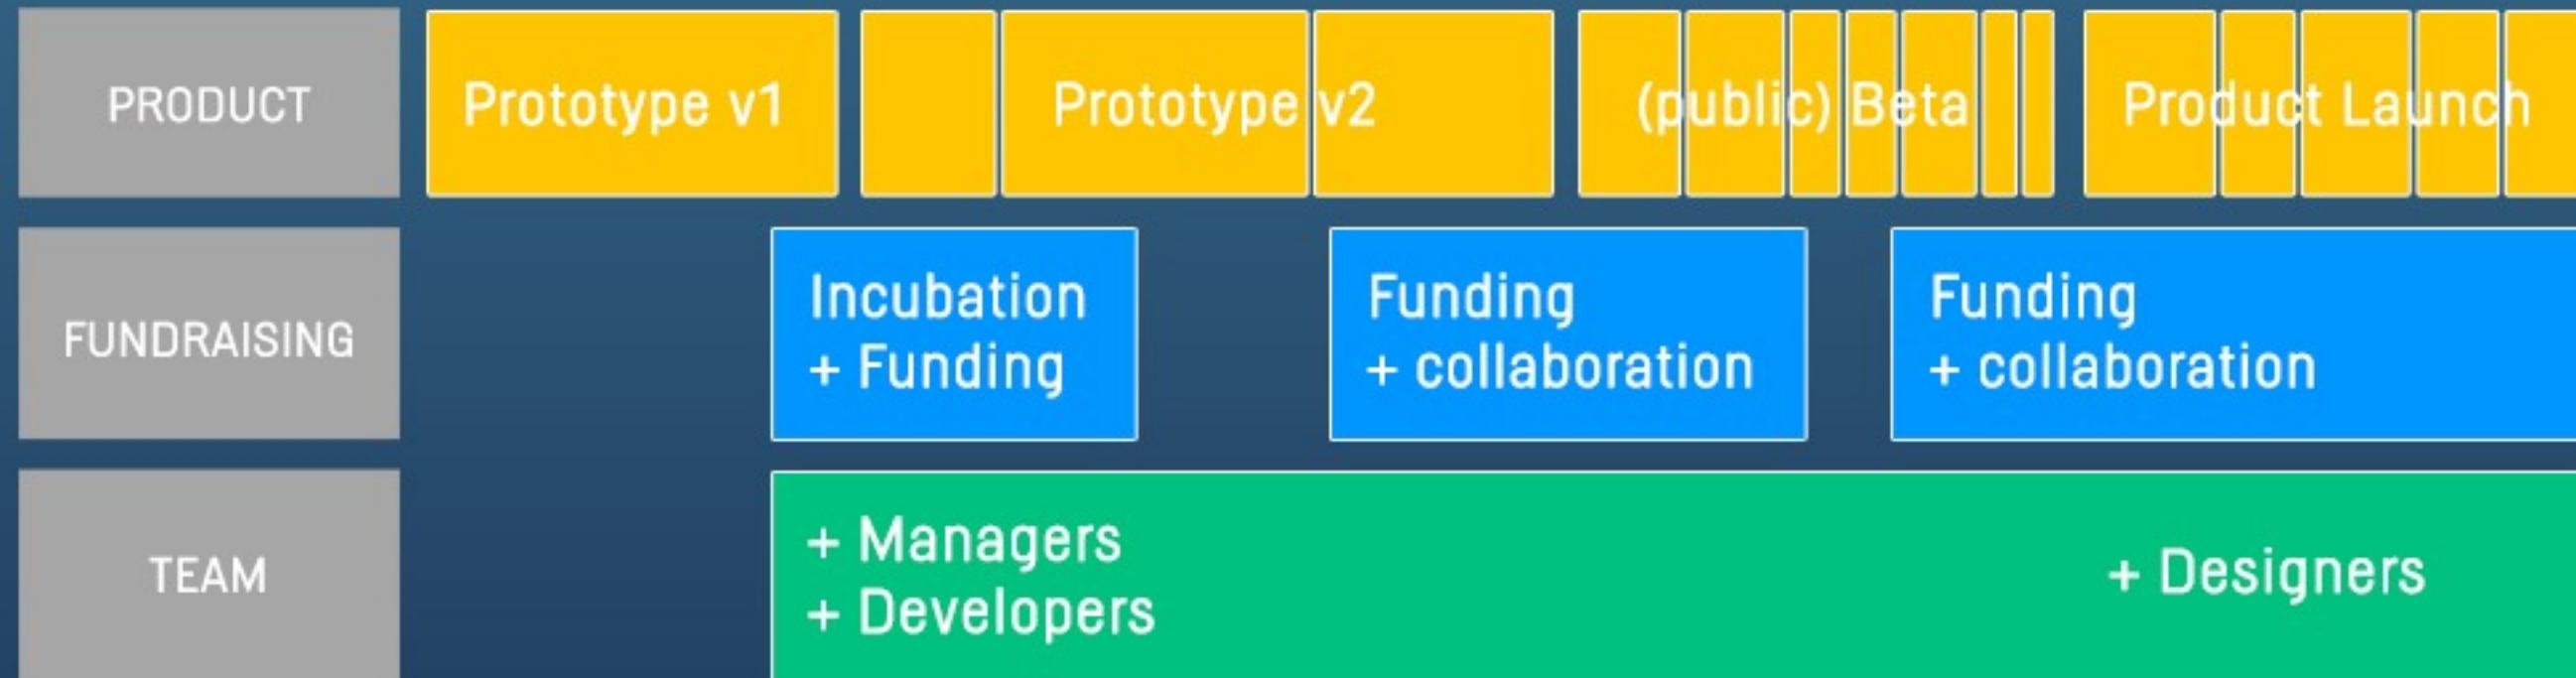 PRODUCT
Prototype v1
Prototype v2
(public) Beta
Product Launch
FUNDRAISING
Incubation
+ Funding
Funding
+ collaboration
Funding
+ collaboration
TEAM
+ Managers
+ Developers
+ Designers